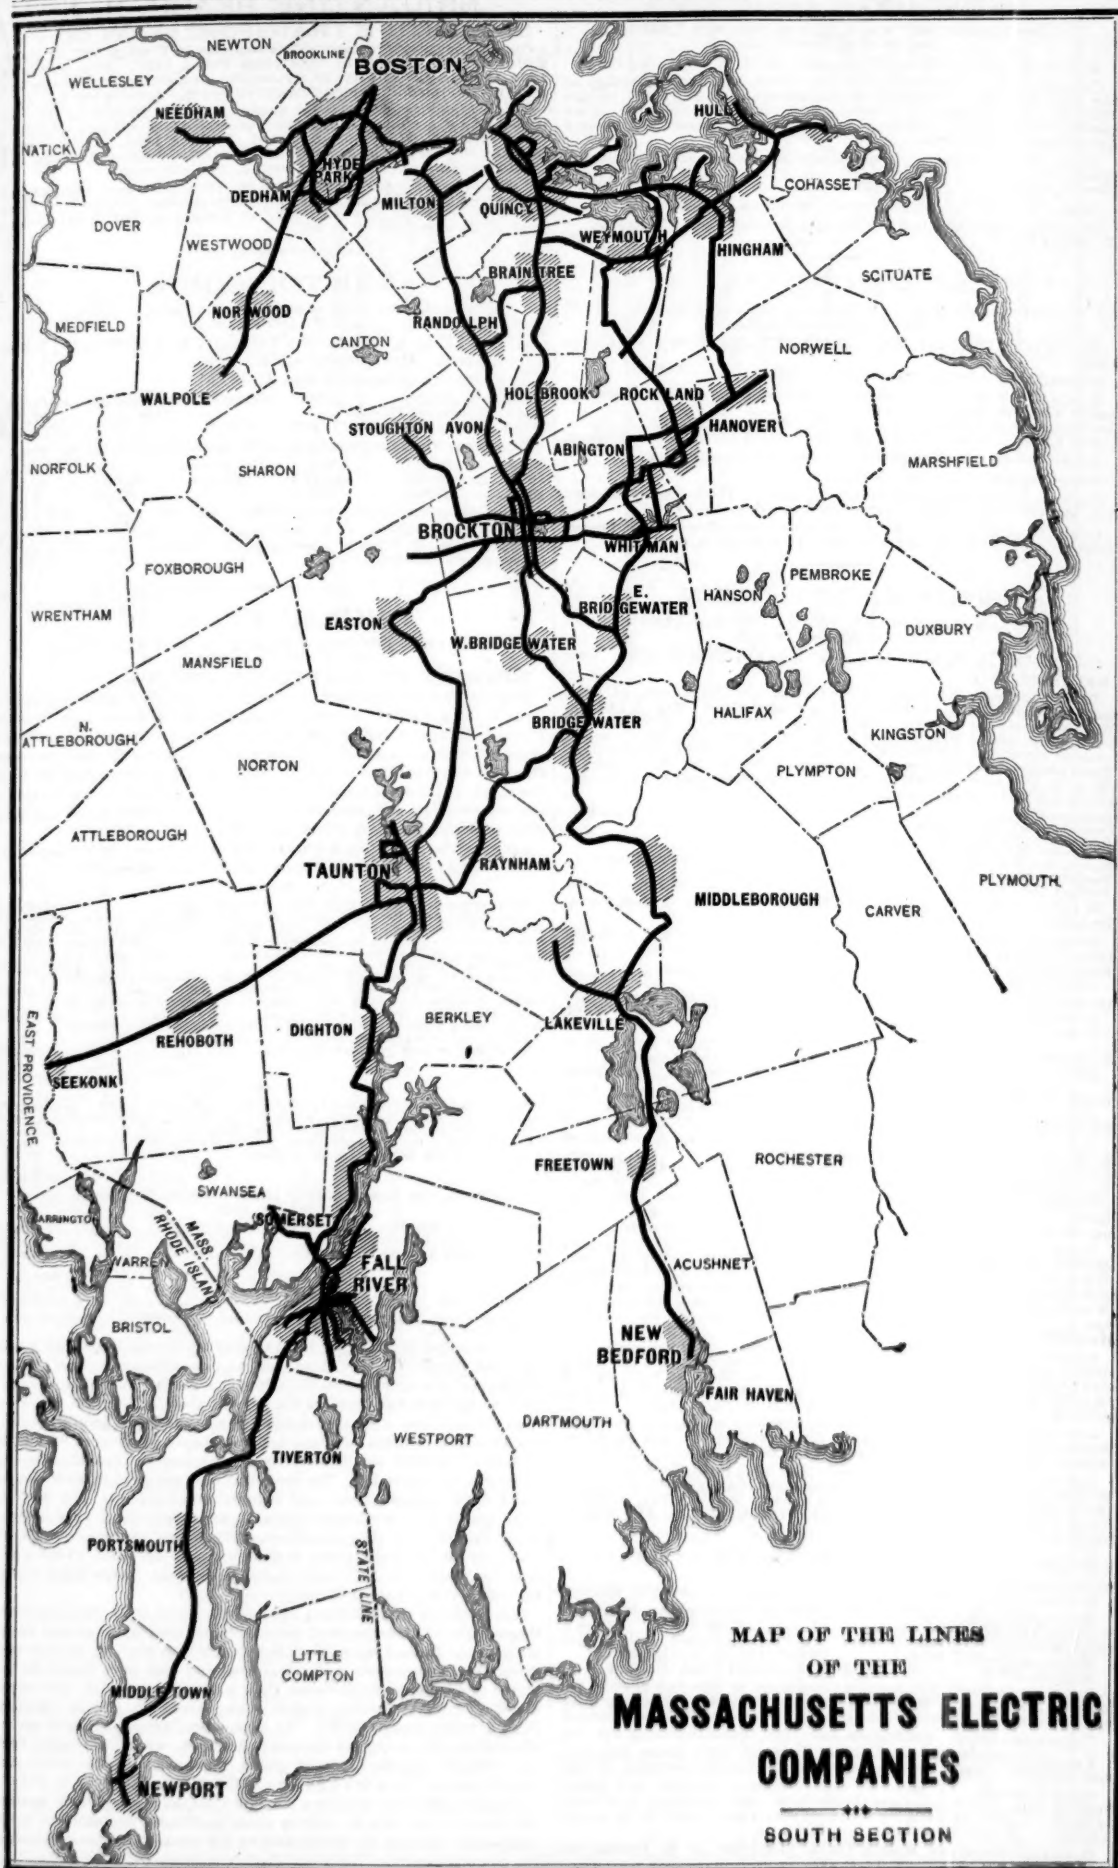 NEWTON
BROOKLINE
BOSTON
WELLESLEY
NEEDHAM
HULL
NATICK
HYDE
PARK
DEDHAM
MILTON
QUINCY
COHASSET
DOVER
WESTWOOD
WEYMOUTH
HINGHAM
BRAINTREE
SCITUATE
NORWOOD
MEDFIELD
RANDOLPH
CANTON
NORWELL
WALPOLE
HOLBROOK
ROCKLAND
STOUGHTON
AVON
HANOVER
ABINGTON
NORFOLK
SHARON
MARSHFIELD
BROCKTON
WHITMAN
FOXBOROUGH
PEMBROKE
WRENTHAM
E.
BRIDGEWATER
HANSON
EASTON
W. BRIDGEWATER
DUXBURY
MANSFIELD
BRIDGEWATER
HALIFAX
N.
ATTLEBOROUGH
KINGSTON
NORTON
PLYMPTON
ATTLEBOROUGH
TAUNTON
RAYNHAM
PLYMOUTH.
MIDDLEBOROUGH
CARVER
EAST PROVIDENCE
REHOBOTH
DIGHTON
BERKLEY
LAKEVILLE
SEEKONK
FREETOWN
ROCHESTER
SWANSEA
BARRINGTON
SOMERSET
MASS
RHODE ISLAND
WARREN
FALL
RIVER
ACUSHNET
BRISTOL
NEW
BEDFORD
FAIR HAVEN
DARTMOUTH
WESTPORT
TIVERTON
PORTSMOUTH
STATE LINE
LITTLE
COMPTON
MIDDLETOWN
NEWPORT
MAP OF THE LINES
OF THE
MASSACHUSETTS ELECTRIC
COMPANIES
SOUTH SECTION